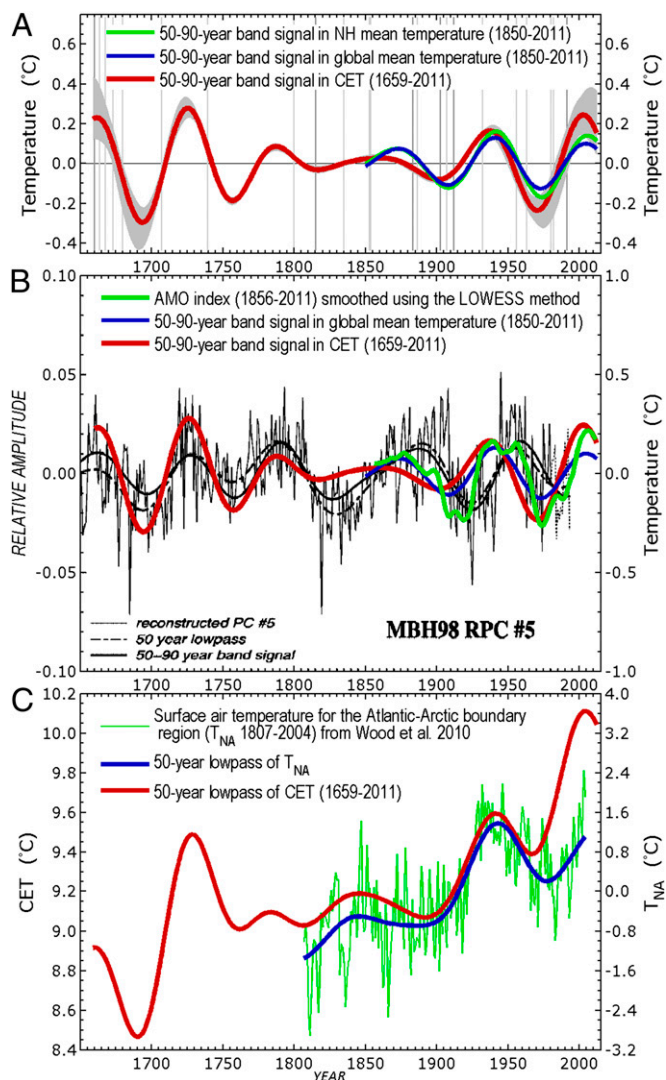 A
50-90-year band signal in NH mean temperature (1850-2011)
50-90-year band signal in global mean temperature (1850-2011)
50-90-year band signal in CET (1659-2011)
Temperature (°C)
0.6
0.4
0.2
0.0
-0.2
-0.4
Temperature (°C)
0.6
0.4
0.2
0.0
-0.2
-0.4
1700 1750 1800 1850 1900 1950 2000
B
AMO index (1856-2011) smoothed using the LOWESS method
50-90-year band signal in global mean temperature (1850-2011)
50-90-year band signal in CET (1659-2011)
RELATIVE AMPLITUDE
0.10
0.05
0.00
-0.05
-0.10
Temperature (°C)
1.0
0.5
0.0
-0.5
-1.0
reconstructed PC #5
50 year lowpass
50-90 year band signal
MBH98 RPC #5
1700 1750 1800 1850 1900 1950 2000
C
Surface air temperature for the Atlantic-Arctic boundary
region (TNA 1807-2004) from Wood et al. 2010
50-year lowpass of TNA
50-year lowpass of CET (1659-2011)
CET (°C)
10.2
10.0
9.8
9.6
9.4
9.2
9.0
8.8
8.6
8.4
TNA (°C)
4.0
3.2
2.4
1.6
0.8
0.0
-0.8
-1.6
-2.4
-3.2
1700 1750 1800 1850 1900 1950 2000
YEAR